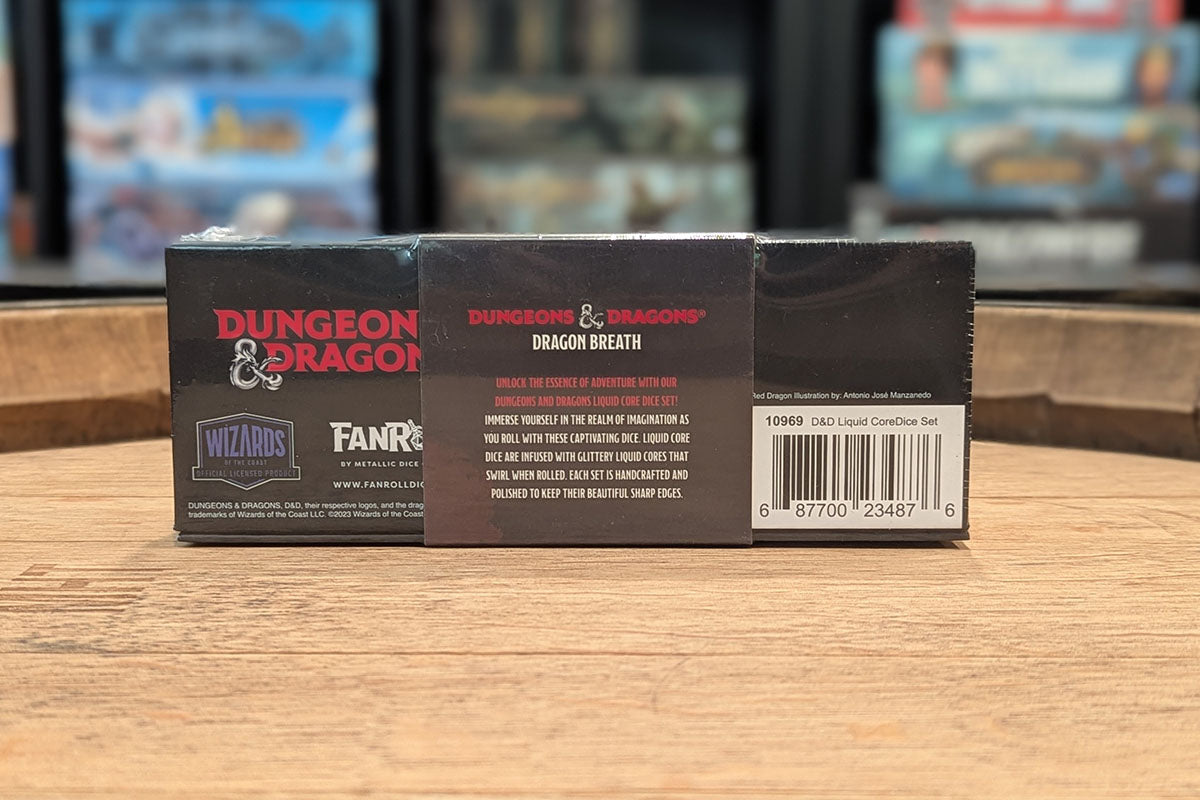 DUNGEON
& DRAGON
WIZARDS
OF THE COAST
OFFICIAL LICENSED PRODUCT
FANR
BY METALLIC DICE
WWW.FANROLLDIC
DUNGEONS & DRAGONS, D&D, their respective logos, and the drag
trademarks of Wizards of the Coast LLC. ©2023 Wizards of the Coast
DUNGEONS & DRAGONS®
DRAGON BREATH
UNLOCK THE ESSENCE OF ADVENTURE WITH OUR
DUNGEONS AND DRAGONS LIQUID CORE DICE SET!
IMMERSE YOURSELF IN THE REALM OF IMAGINATION AS
YOU ROLL WITH THESE CAPTIVATING DICE. LIQUID CORE
DICE ARE INFUSED WITH GLITTERY LIQUID CORES THAT
SWIRL WHEN ROLLED. EACH SET IS HANDCRAFTED AND
POLISHED TO KEEP THEIR BEAUTIFUL SHARP EDGES.
Red Dragon Illustration by: Antonio José Manzanedo
10969 D&D Liquid CoreDice Set
6 87700 23487 6